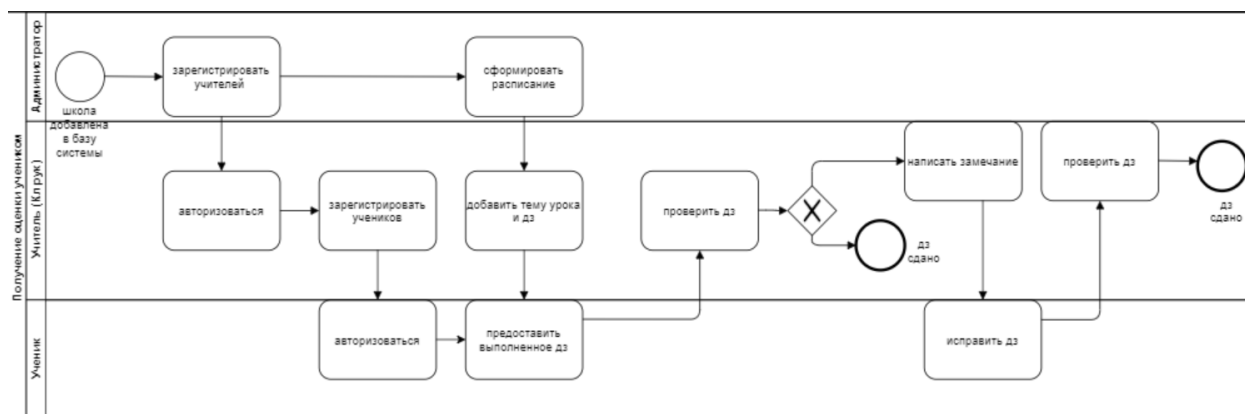 Получение оценки учеником
Администратор
школа
добавлена
в базу
системы
зарегистрировать
учителей
сформировать
расписание
Учитель (Кл рук)
авторизоваться
зарегистрировать
учеников
добавить тему урока
и дз
проверить дз
написать замечание
дз
сдано
проверить дз
дз
сдано
Ученик
авторизоваться
предоставить
выполненное дз
исправить дз